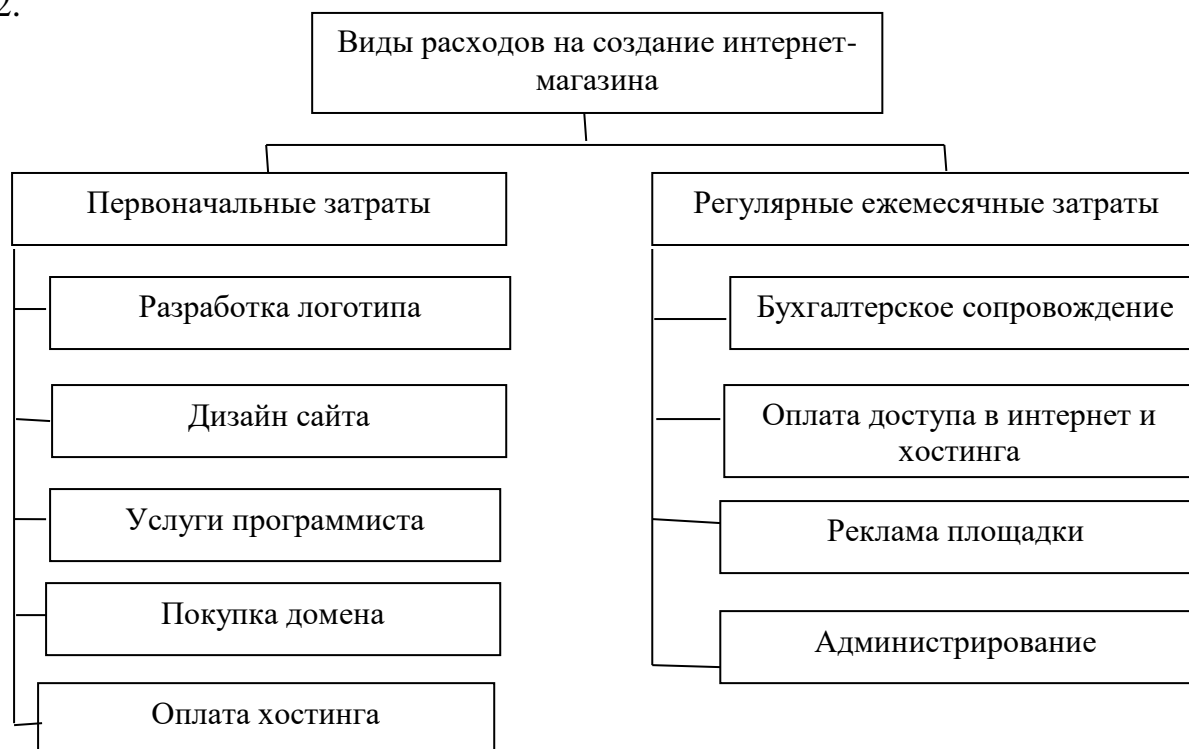 2.
Виды расходов на создание интернет-
магазина
Первоначальные затраты
Разработка логотипа
Дизайн сайта
Услуги программиста
Покупка домена
Оплата хостинга
Регулярные ежемесячные затраты
Бухгалтерское сопровождение
Оплата доступа в интернет и
хостинга
Реклама площадки
Администрирование